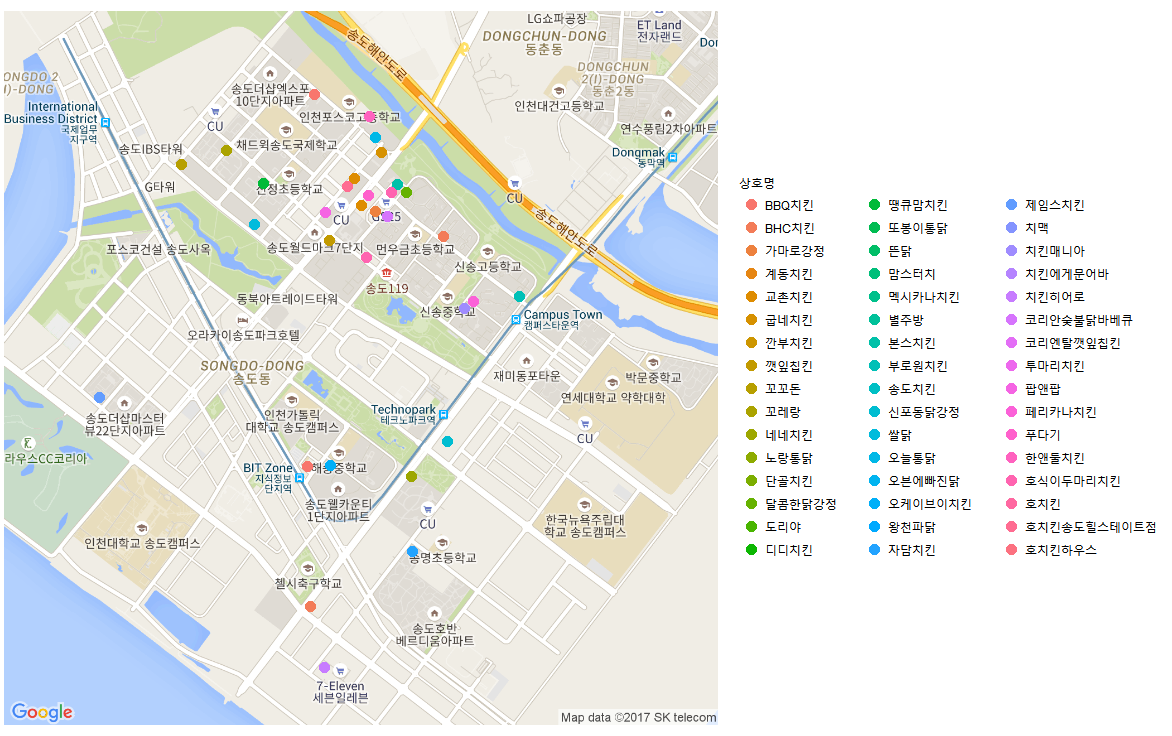 LG쇼파공장
ET Land
전자랜드
DONGCHUN-DONG
동춘동
Don
송도해안도로
ONGDO 2
I)-DONG
DONGCHUN
2(I)-DONG
동춘2동
송도더샵엑스포
10단지아파트
인천대건고등학교
International
Business District
국제업무
지구역
CU
인천포스코고등학교
연수풍림2차아파트
송도IBS타워
채드윅송도국제학교
Dongmak
동막역
G타워
신정초등학교
CU
CU
GS25
송도해안도로
포스코건설 송도사옥
송도월드마크7단지
먼우금초등학교
신송고등학교
송도119
동북아트레이드타워
신송중학교
Campus Town
캠퍼스타운역
오라카이송도파크호텔
SONGDO-DONG
송도동
재미동포타운
박문중학교
연세대학교 약학대학
송도더샵마스터
뷰22단지아파트
인천가톨릭
대학교 송도캠퍼스
Technopark
테크노파크역
CU
라우스CC코리아
BIT Zone
지식정보
단지역
해송중학교
송도웰카운티
1단지아파트
CU
한국뉴욕주립대
학교 송도캠퍼스
인천대학교 송도캠퍼스
송명초등학교
첼시축구학교
송도호반
베르디움아파트
7-Eleven
세븐일레븐
Google
Map data ©2017 SK telecom
상호명
BBQ치킨
BHC치킨
가마로강정
계동치킨
교촌치킨
굽네치킨
깐부치킨
깻잎칩킨
꼬꼬돈
꼬레랑
네네치킨
노랑통닭
단골치킨
달콤한닭강정
도리야
디디치킨
땡큐맘치킨
또봉이통닭
뜬닭
맘스터치
멕시카나치킨
별주방
본스치킨
부로원치킨
송도치킨
신포동닭강정
쌀닭
오늘통닭
오븐에빠진닭
오케이브이치킨
왕천파닭
자담치킨
제임스치킨
치맥
치킨매니아
치킨에게문어바
치킨히어로
코리안숯불닭바베큐
코리엔탈깻잎칩킨
투마리치킨
팝앤팝
페리카나치킨
푸다기
한앤둘치킨
호식이두마리치킨
호치킨
호치킨송도힐스테이트점
호치킨하우스